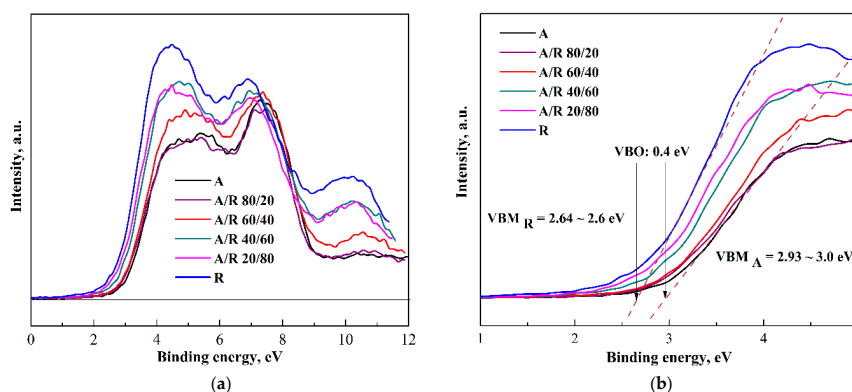 Intensity, a.u.
A
A/R 80/20
A/R 60/40
A/R 40/60
A/R 20/80
R
0 2 4 6 8 10 12
Binding energy, eV
(a)
Intensity, a.u.
A
A/R 80/20
A/R 60/40
A/R 40/60
A/R 20/80
R
VBO: 0.4 eV
VBM R = 2.64 ~ 2.6 eV
VBM A = 2.93 ~ 3.0 eV
1 2 3 4
Binding energy, eV
(b)